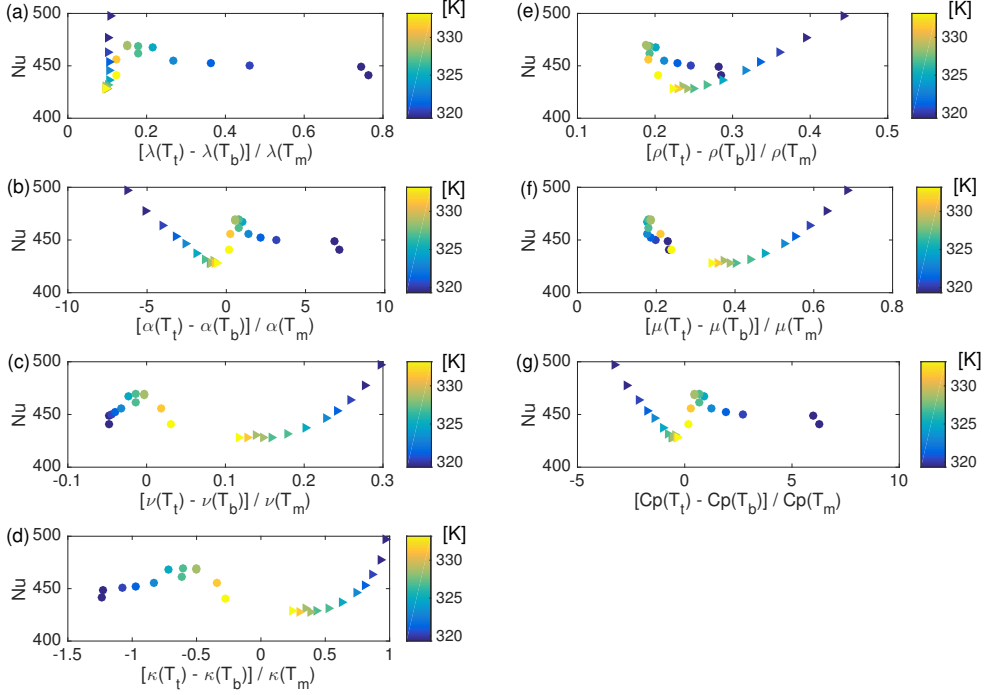 (a)
Nu
500
450
400
0
0.2
0.4
0.6
0.8
[λ(T_t) - λ(T_b)] / λ(T_m)
[K]
330
325
320
(b)
Nu
500
450
400
-10
-5
0
5
10
[α(T_t) - α(T_b)] / α(T_m)
[K]
330
320
(c)
Nu
500
450
400
-0.1
0
0.1
0.2
0.3
[ν(T_t) - ν(T_b)] / ν(T_m)
[K]
330
320
(d)
Nu
500
450
400
-1.5
-1
-0.5
0
0.5
1
[κ(T_t) - κ(T_b)] / κ(T_m)
[K]
330
320
(e)
Nu
500
450
400
0.1
0.2
0.3
0.4
0.5
[ρ(T_t) - ρ(T_b)] / ρ(T_m)
[K]
330
325
320
(f)
Nu
500
450
400
0
0.2
0.4
0.6
0.8
[μ(T_t) - μ(T_b)] / μ(T_m)
[K]
330
320
(g)
Nu
500
450
400
-5
0
5
10
[Cp(T_t) - Cp(T_b)] / Cp(T_m)
[K]
330
320